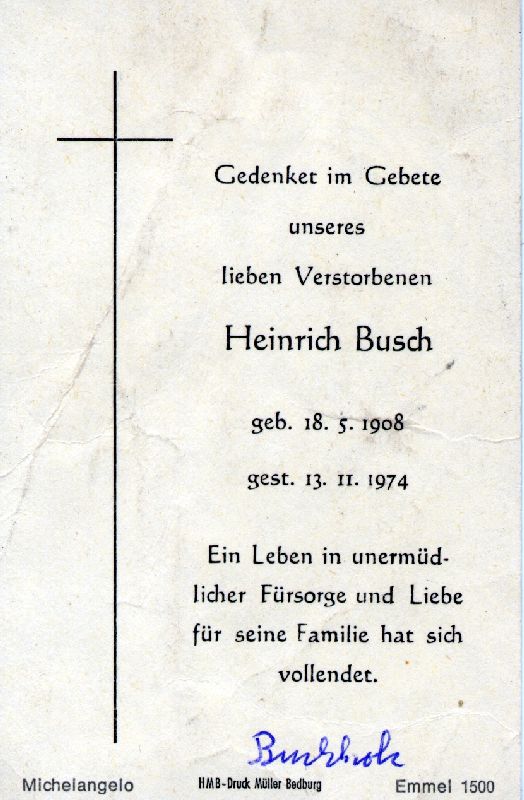 Gedenket im Gebete
unseres
lieben Verstorbenen
Heinrich Busch
geb. 18. 5. 1908
gest. 13. 11. 1974
Ein Leben in unermüd-
licher Fürsorge und Liebe
für seine Familie hat sich
vollendet.
Buchholz
Michelangelo
HMB-Druck Müller Bedburg
Emmel 1500